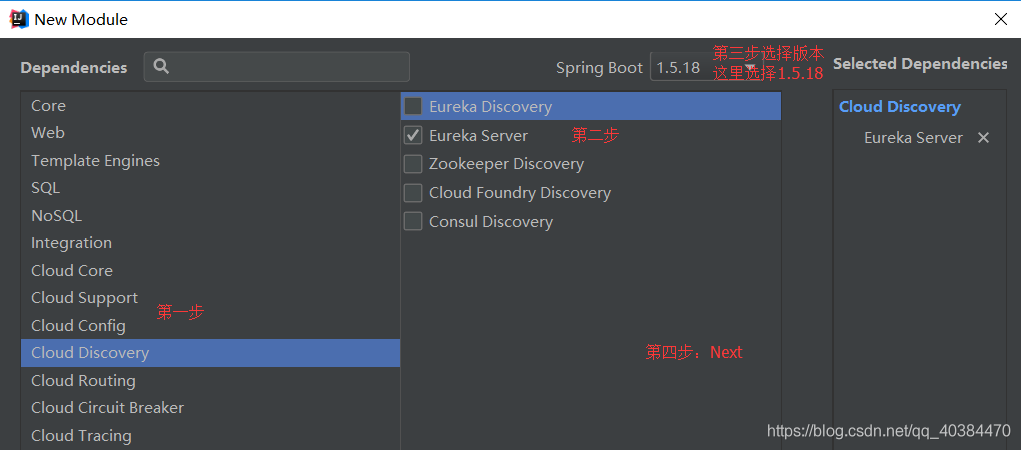 New Module
Dependencies
Spring Boot
1.5.18
第三步选择版本
这里选择1.5.18
Selected Dependencies
Core
Web
Template Engines
SQL
NoSQL
Integration
Cloud Core
Cloud Support
第一步
Cloud Config
Cloud Discovery
Cloud Routing
Cloud Circuit Breaker
Cloud Tracing
Eureka Discovery
Eureka Server
第二步
Zookeeper Discovery
Cloud Foundry Discovery
Consul Discovery
第四步：Next
Cloud Discovery
Eureka Server
https://blog.csdn.net/qq_40384470